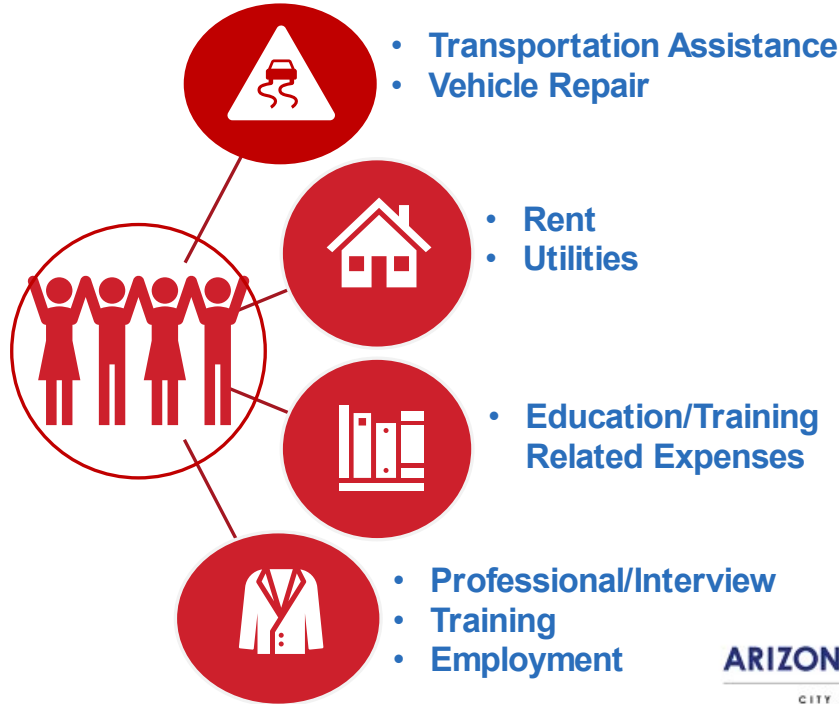 • Transportation Assistance
• Vehicle Repair
• Rent
• Utilities
• Education/Training
Related Expenses
• Professional/Interview
• Training
• Employment
ARIZON
CITY